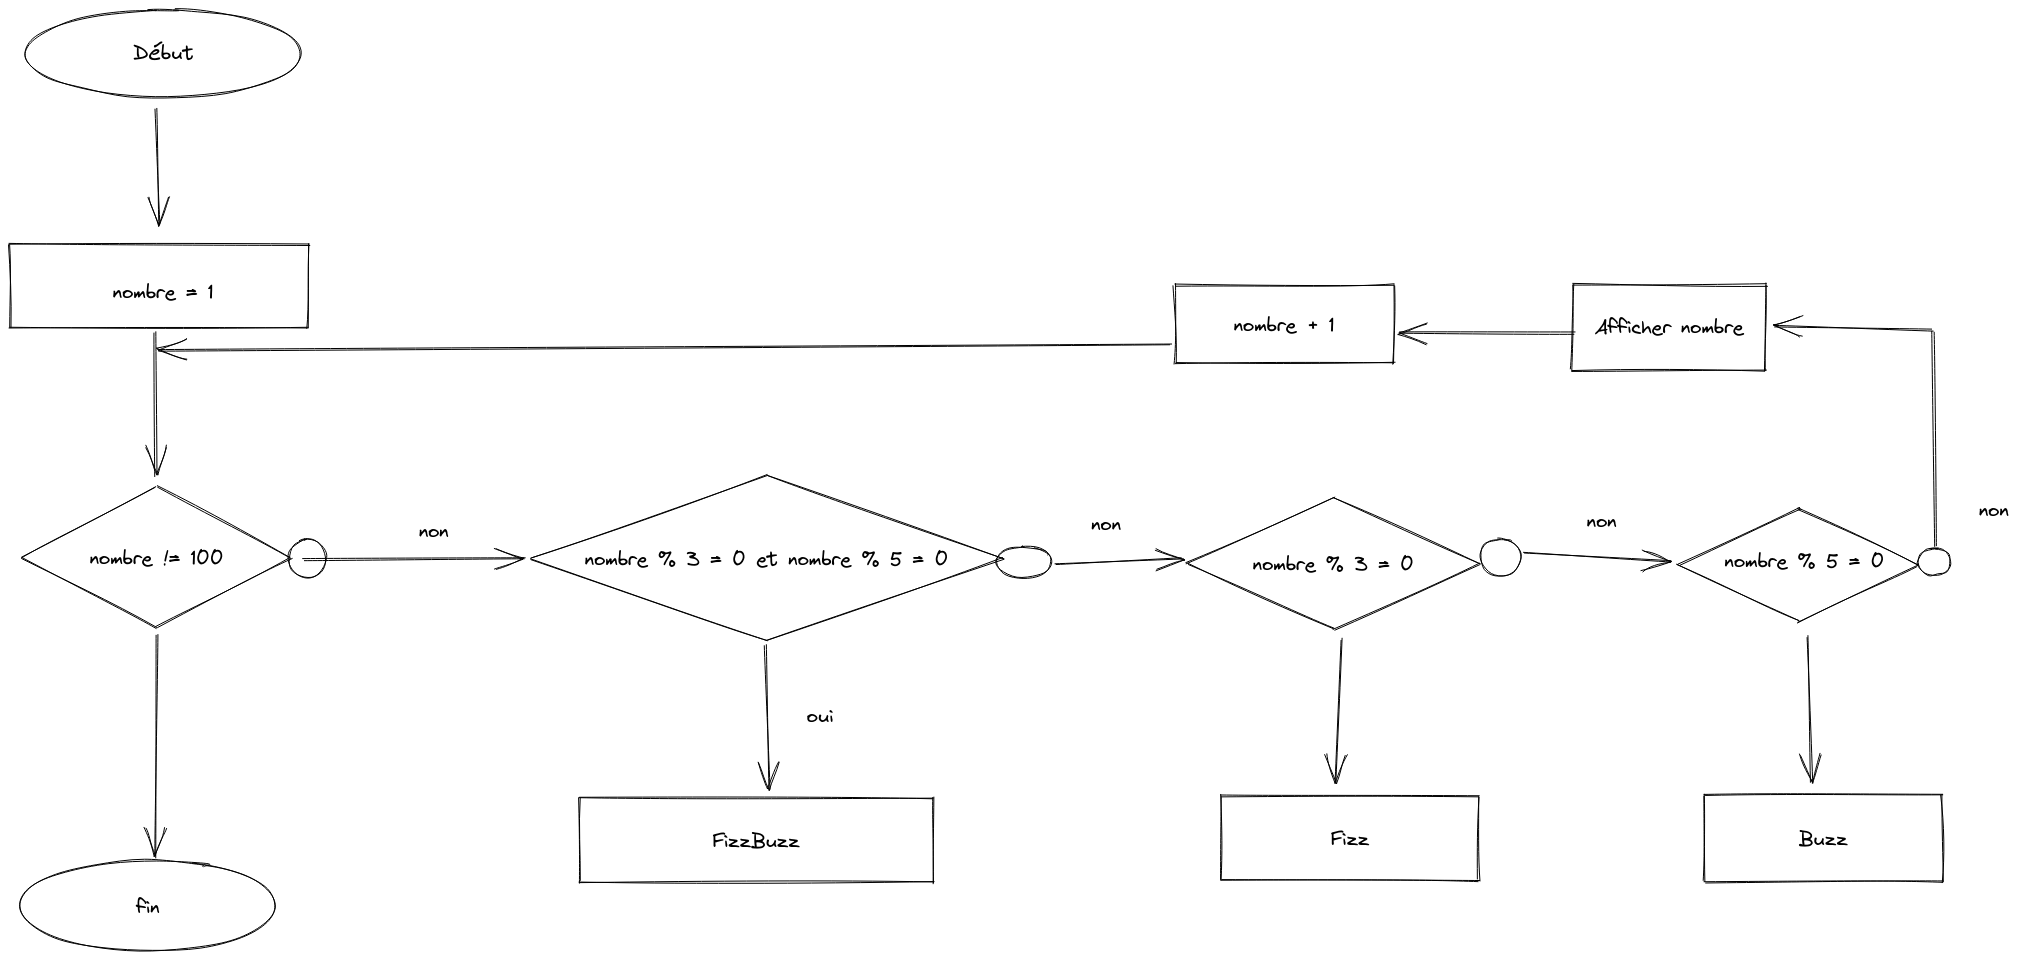 Début
nombre = 1
nombre + 1
Afficher nombre
nombre != 100
non
nombre % 3 = 0 et nombre % 5 = 0
non
nombre % 3 = 0
non
nombre % 5 = 0
non
oui
FizzBuzz
Fizz
Buzz
fin